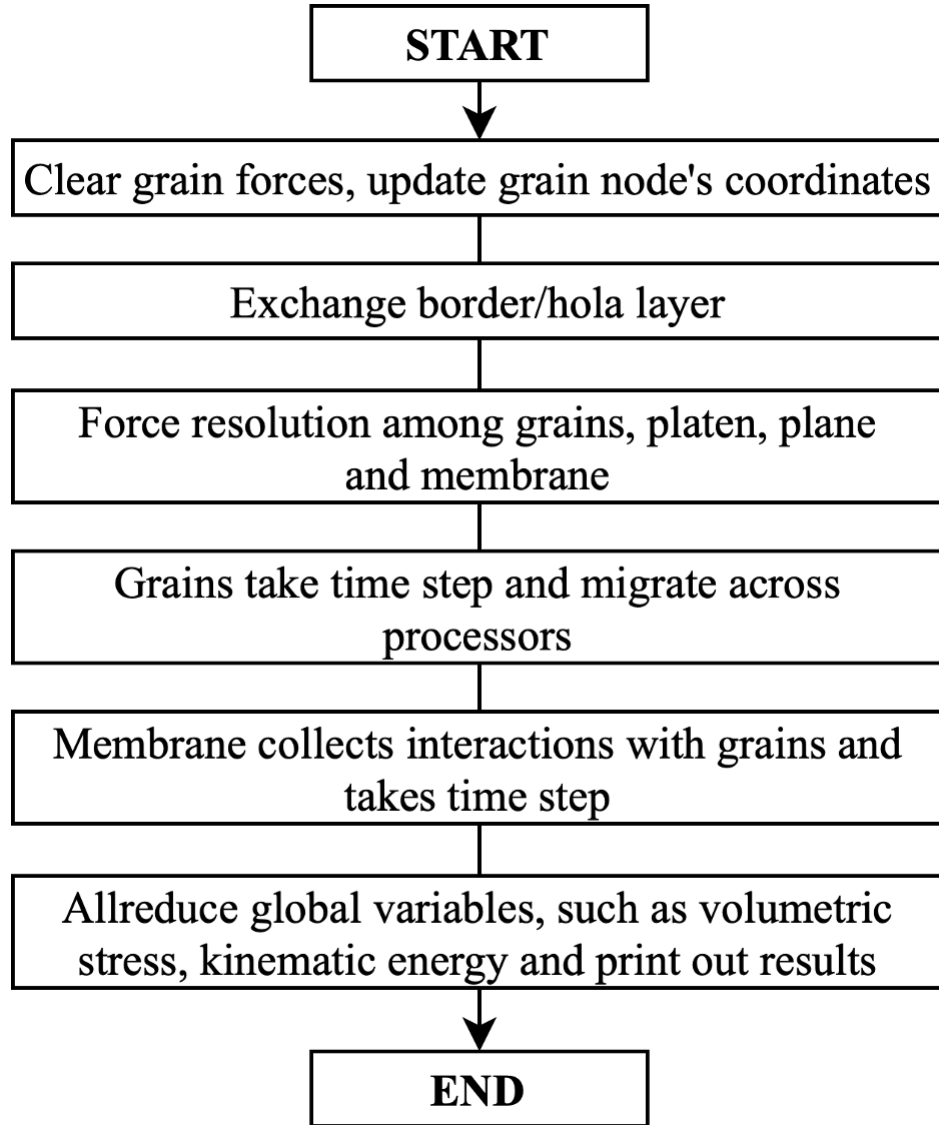 START
Clear grain forces, update grain node's coordinates
Exchange border/hola layer
Force resolution among grains, platen, plane
and membrane
Grains take time step and migrate across
processors
Membrane collects interactions with grains and
takes time step
Allreduce global variables, such as volumetric
stress, kinematic energy and print out results
END